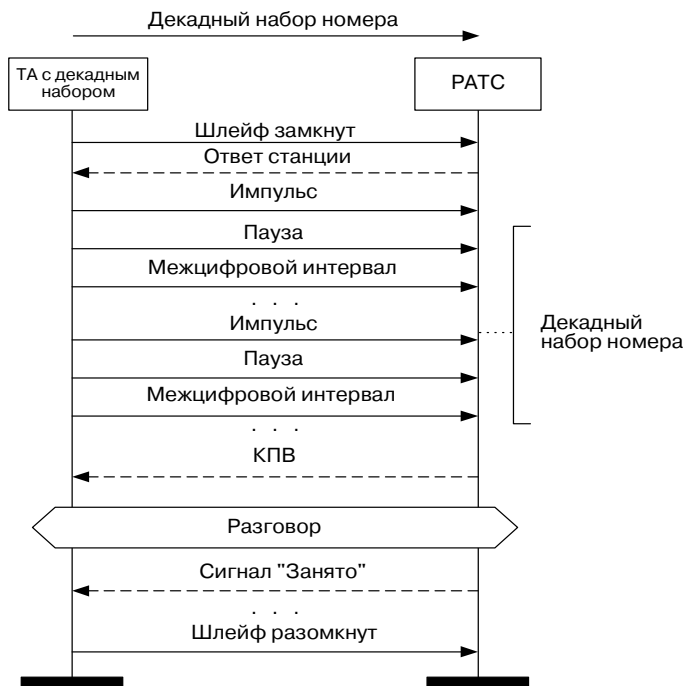 Декадный набор номера
ТА с декадным
набором
РАТС
Шлейф замкнут
Ответ станции
Импульс
Пауза
Межцифровой интервал
. . .
Импульс
Пауза
Межцифровой интервал
. . .
Декадный
набор номера
КПВ
Разговор
Сигнал "Занято"
. . .
Шлейф разомкнут